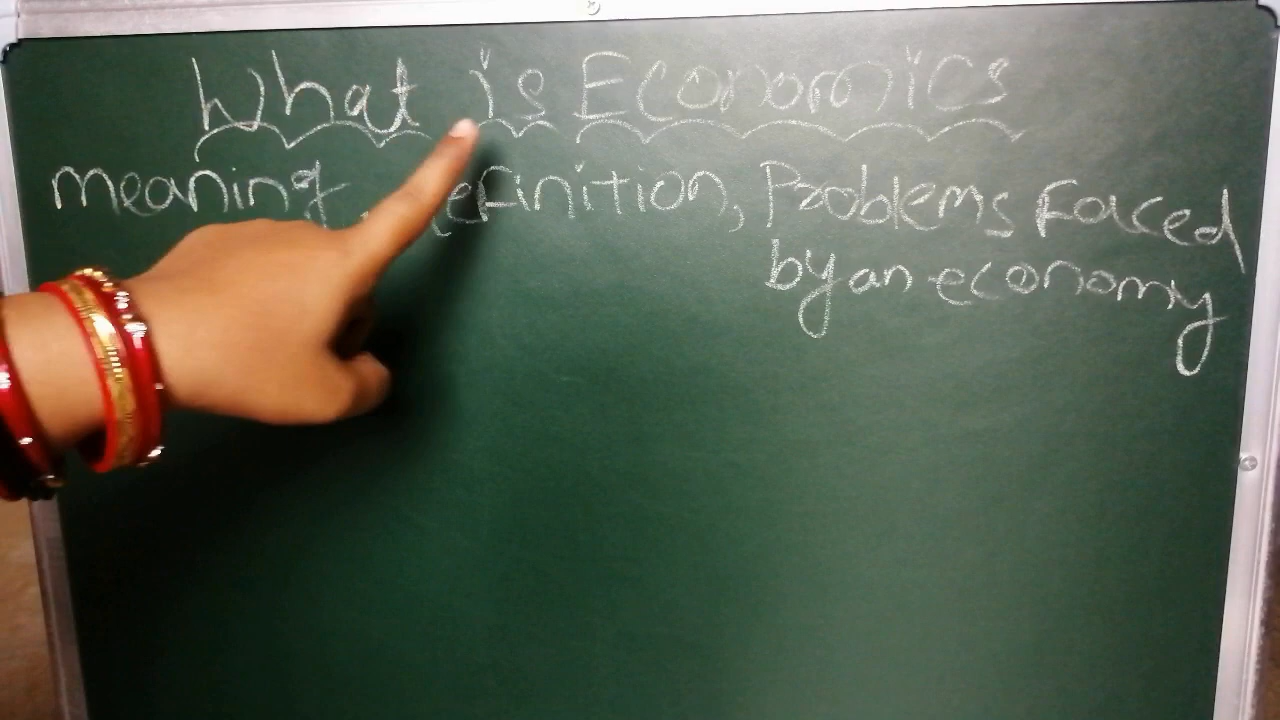 What is Economics
meaning, Definition, Problems Faced
by an economy